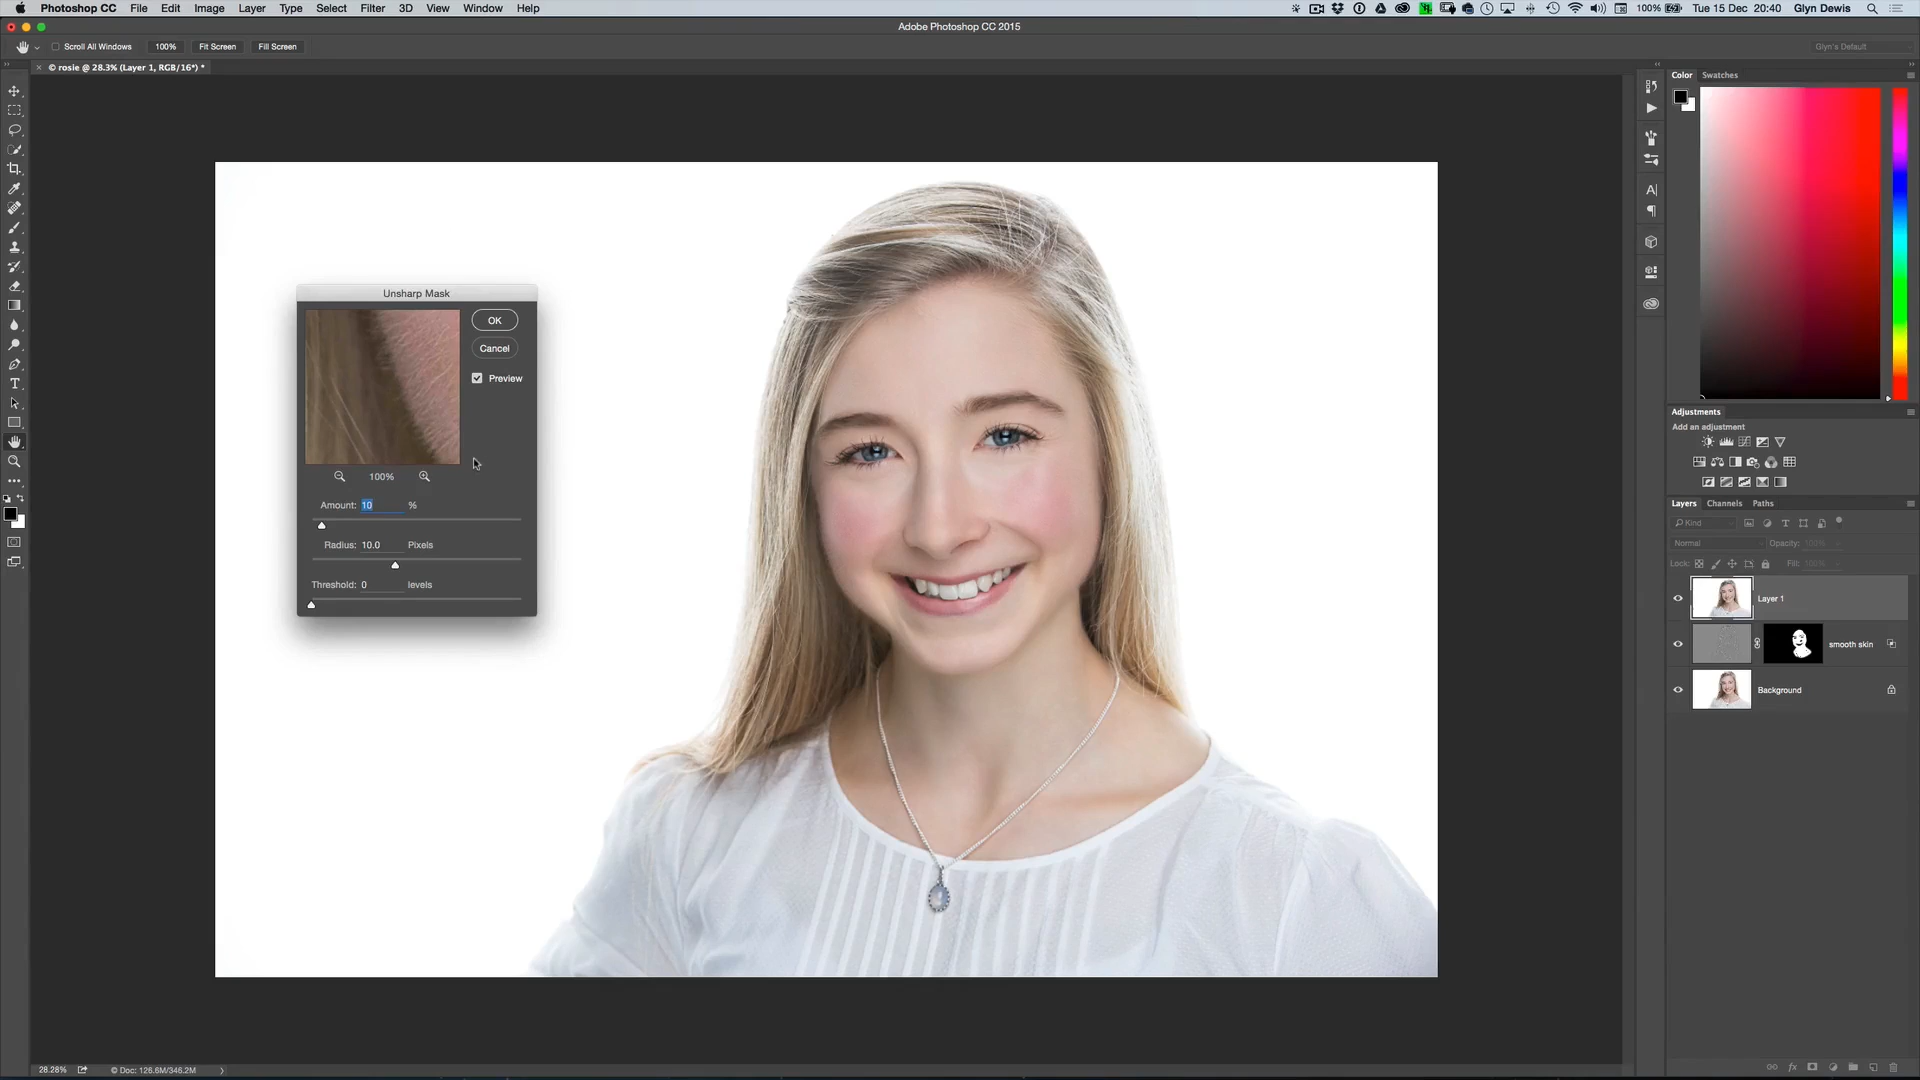 Photoshop CC File Edit Image Layer Type Select Filter 3D View Window Help 100% Tue 15 Dec 20:40 Glyn Dewis
Adobe Photoshop CC 2015
Scroll All Windows 100% Fit Screen Fill Screen Glyn's Default
© rosie @ 28.3% (Layer 1, RGB/16*) *
Color Swatches
Unsharp Mask
OK
Cancel
Preview
100%
Amount: 10 %
Radius: 10.0 Pixels
Threshold: 0 levels
Adjustments
Add an adjustment
Layers Channels Paths
Kind
Normal Opacity: 100%
Lock: Fill: 100%
Layer 1
smooth skin
Background
28.28% © Doc: 126.6M/346.2M